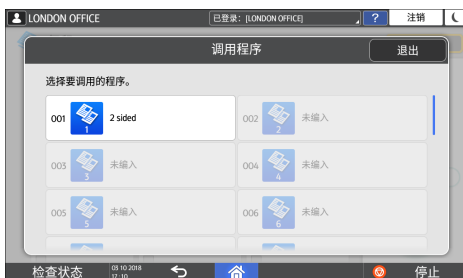 LONDON OFFICE
已登录：[LONDON OFFICE]
?
注销
调用程序
退出
选择要调用的程序。
001 1 2 sided
002 2 未编入
003 3 未编入
004 4 未编入
005 5 未编入
006 6 未编入
检查状态
03 10 2018
17:10
停止